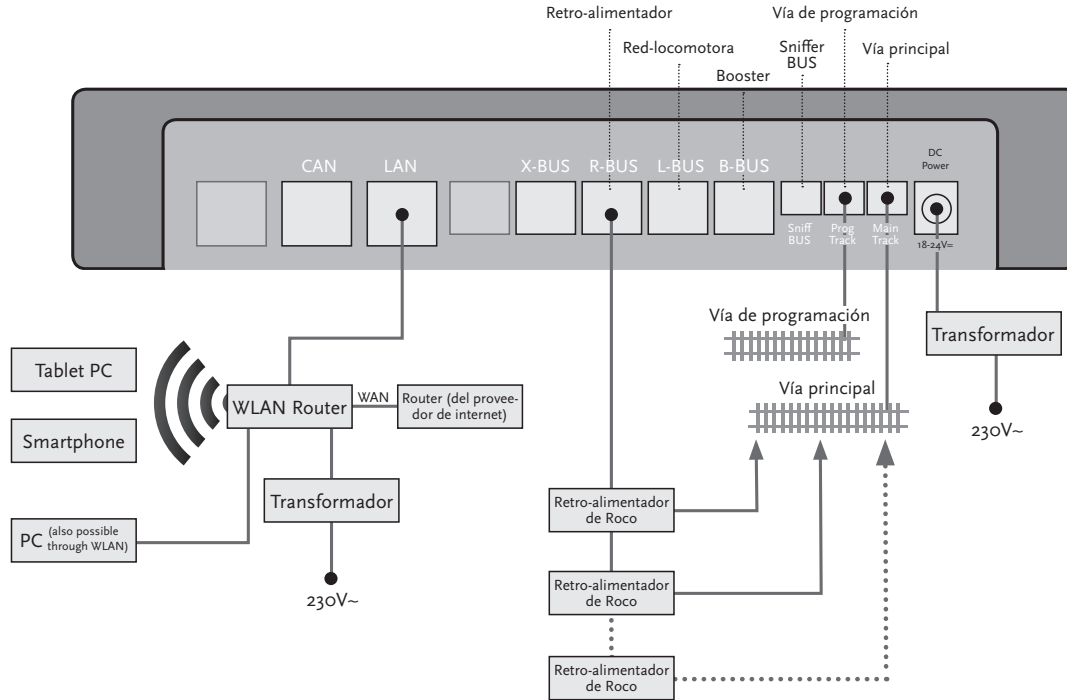 Retro-alimentador
Vía de programación
Red-locomotora
Sniffer
BUS
Vía principal
Booster
CAN
LAN
X-BUS
R-BUS
L-BUS
B-BUS
DC
Power
Sniff
BUS
Prog
Track
Main
Track
18-24V=
Vía de programación
Transformador
Tablet PC
Vía principal
WLAN Router
WAN
Router (del provee-
dor de internet)
Smartphone
230V~
Transformador
Retro-alimentador
de Roco
PC (also possible
through WLAN)
Retro-alimentador
de Roco
230V~
Retro-alimentador
de Roco